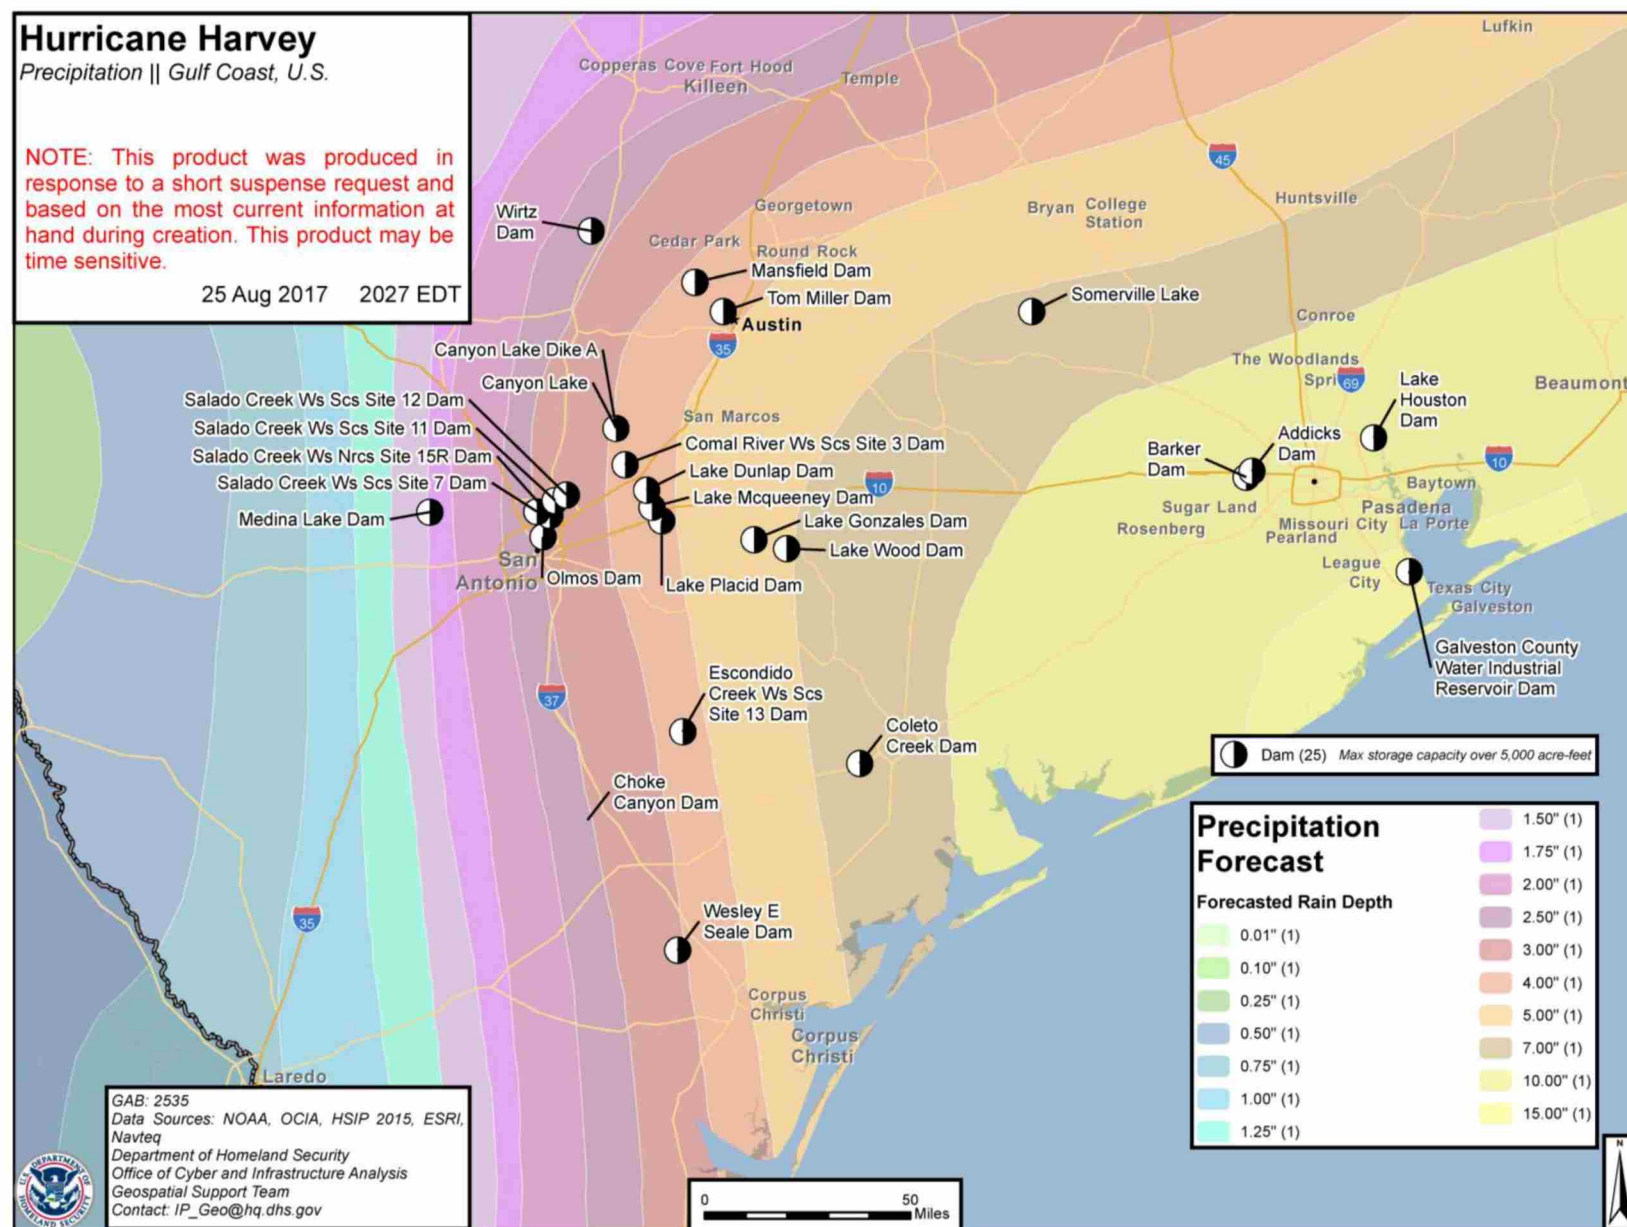 Hurricane Harvey
Precipitation || Gulf Coast, U.S.
NOTE: This product was produced in
response to a short suspense request and
based on the most current information at
hand during creation. This product may be
time sensitive.
25 Aug 2017 2027 EDT
Lufkin
Copperas Cove Fort Hood
Killeen
Temple
45
Huntsville
Bryan College
Station
Georgetown
Wirtz
Dam
Cedar Park
Round Rock
Mansfield Dam
Tom Miller Dam
Austin
Somerville Lake
Conroe
35
Canyon Lake Dike A
Canyon Lake
The Woodlands
Spri
69
Beaumont
Lake
Houston
Dam
Salado Creek Ws Scs Site 12 Dam
Salado Creek Ws Scs Site 11 Dam
Salado Creek Ws Nrcs Site 15R Dam
Salado Creek Ws Scs Site 7 Dam
Medina Lake Dam
San Marcos
Comal River Ws Scs Site 3 Dam
Lake Dunlap Dam
Lake Mcqueeney Dam
10
Lake Gonzales Dam
Lake Wood Dam
Lake Placid Dam
San
Antonio
Olmos Dam
Barker
Dam
Addicks
Dam
10
Baytown
Sugar Land
Pasadena
Rosenberg
Missouri City
La Porte
Pearland
League
City
Texas City
Galveston
Galveston County
Water Industrial
Reservoir Dam
37
Escondido
Creek Ws Scs
Site 13 Dam
Coleto
Creek Dam
Choke
Canyon Dam
35
Wesley E
Seale Dam
Corpus
Christi
Corpus
Christi
Laredo
Dam (25) Max storage capacity over 5,000 acre-feet
Precipitation
Forecast
Forecasted Rain Depth
0.01" (1)
0.10" (1)
0.25" (1)
0.50" (1)
0.75" (1)
1.00" (1)
1.25" (1)
1.50" (1)
1.75" (1)
2.00" (1)
2.50" (1)
3.00" (1)
4.00" (1)
5.00" (1)
7.00" (1)
10.00" (1)
15.00" (1)
GAB: 2535
Data Sources: NOAA, OCIA, HSIP 2015, ESRI,
Navteq
Department of Homeland Security
Office of Cyber and Infrastructure Analysis
Geospatial Support Team
Contact: IP_Geo@hq.dhs.gov
U.S. DEPARTMENT OF
HOMELAND SECURITY
0 50
Miles
N